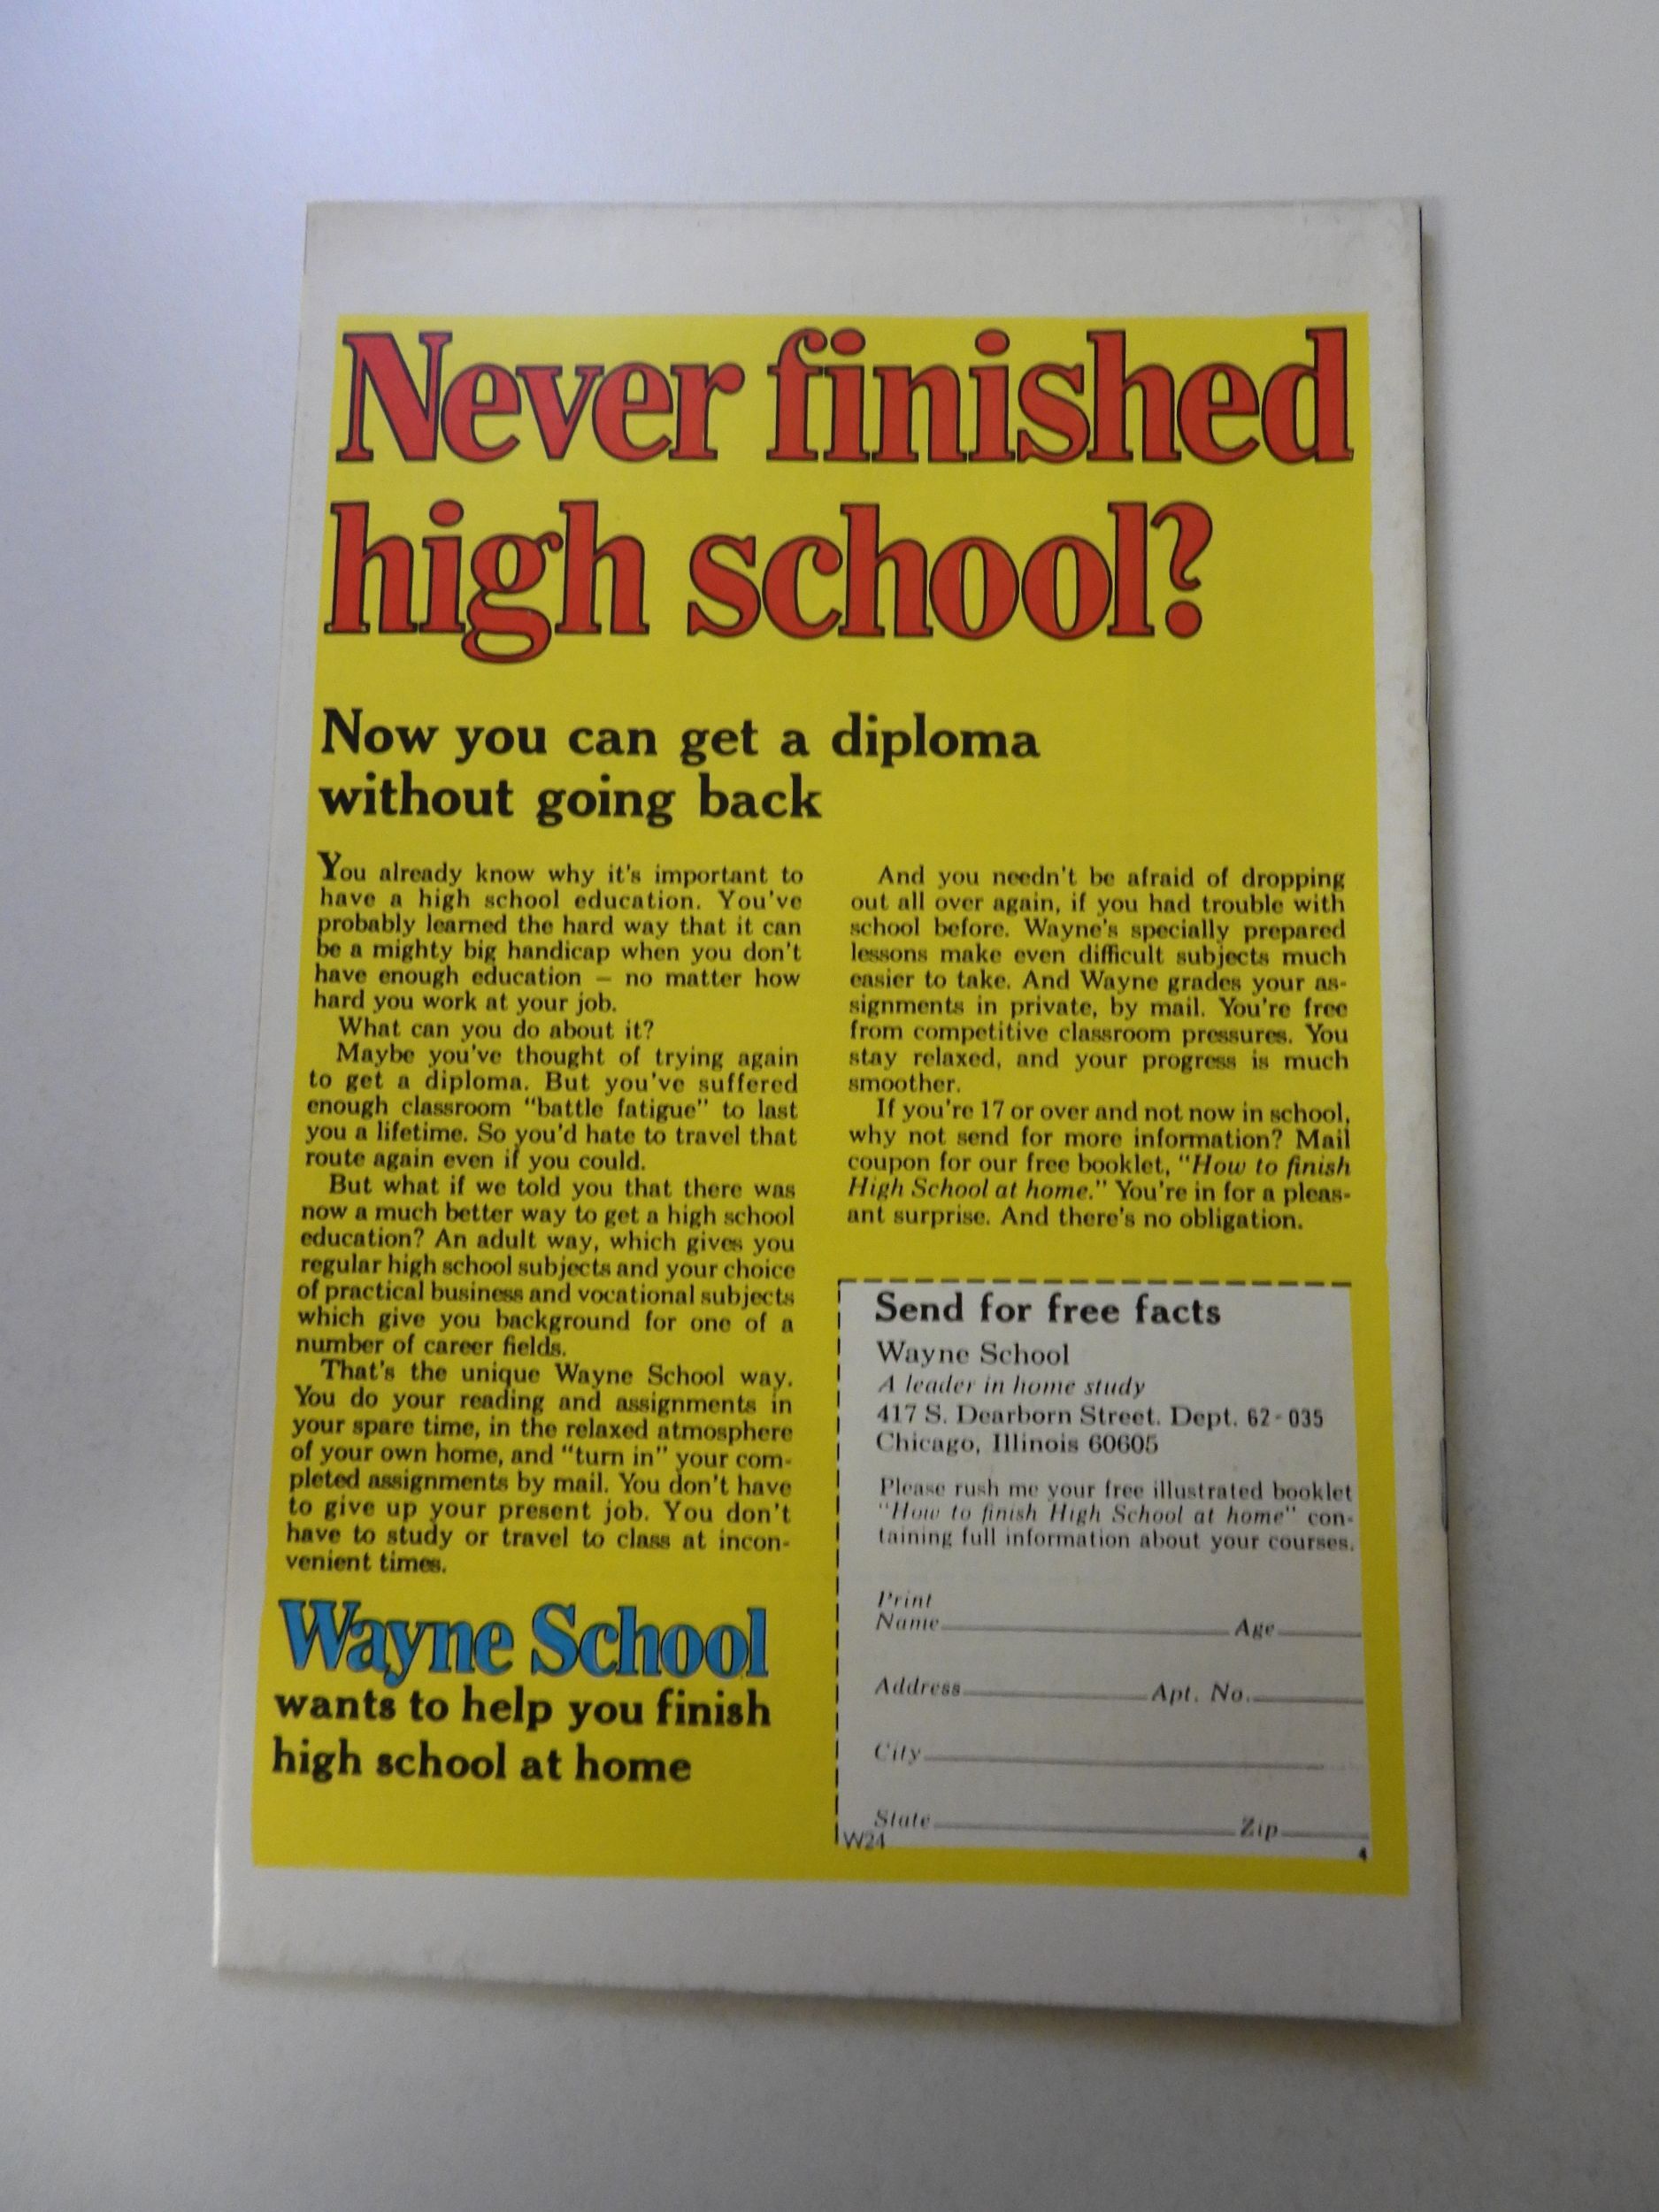 Never finished
high school?
Now you can get a diploma
without going back
You already know why it's important to
have a high school education. You've
probably learned the hard way that it can
be a mighty big handicap when you don't
have enough education – no matter how
hard you work at your job.
What can you do about it?
Maybe you've thought of trying again
to get a diploma. But you've suffered
enough classroom "battle fatigue" to last
you a lifetime. So you'd hate to travel that
route again even if you could.
But what if we told you that there was
now a much better way to get a high school
education? An adult way, which gives you
regular high school subjects and your choice
of practical business and vocational subjects
which give you background for one of a
number of career fields.
That's the unique Wayne School way.
You do your reading and assignments in
your spare time, in the relaxed atmosphere
of your own home, and "turn in" your com-
pleted assignments by mail. You don't have
to give up your present job. You don't
have to study or travel to class at incon-
venient times.
Wayne School
wants to help you finish
high school at home
And you needn't be afraid of dropping
out all over again, if you had trouble with
school before. Wayne's specially prepared
lessons make even difficult subjects much
easier to take. And Wayne grades your as-
signments in private, by mail. You're free
from competitive classroom pressures. You
stay relaxed, and your progress is much
smoother.
If you're 17 or over and not now in school,
why not send for more information? Mail
coupon for our free booklet, "How to finish
High School at home." You're in for a pleas-
ant surprise. And there's no obligation.
Send for free facts
Wayne School
A leader in home study
417 S. Dearborn Street. Dept. 62-035
Chicago, Illinois 60605
Please rush me your free illustrated booklet
"How to finish High School at home" con-
taining full information about your courses.
Print
Name Age
Address Apt. No.
City
State Zip
W24 4